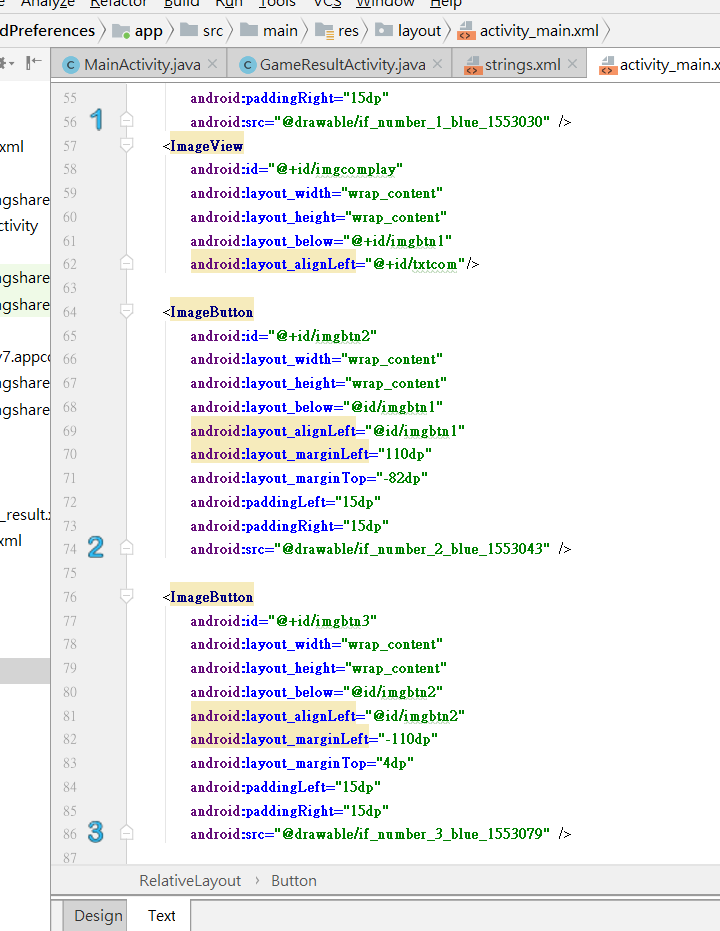 Analyze Refactor Build Run Tools VCS Window Help
dPreferences app src main res layout activity_main.xml
MainActivity.java GameResultActivity.java strings.xml activity_main.x
55 android:paddingRight="15dp"
1 56 android:src="@drawable/if_number_1_blue_1553030" />
xml 57 <ImageView
58 android:id="@+id/imgcomplay"
ngshare 59 android:layout_width="wrap_content"
ctivity 60 android:layout_height="wrap_content"
61 android:layout_below="@+id/imgbtn1"
ngshare 62 android:layout_alignLeft="@+id/txtcom"/>
63
ngshare 64 <ImageButton
65 android:id="@+id/imgbtn2"
v7.appco 66 android:layout_width="wrap_content"
ngshare 67 android:layout_height="wrap_content"
ngshare 68 android:layout_below="@id/imgbtn1"
69 android:layout_alignLeft="@id/imgbtn1"
70 android:layout_marginLeft="110dp"
71 android:layout_marginTop="-82dp"
72 android:paddingLeft="15dp"
_result.x 73 android:paddingRight="15dp"
xml 74 2 android:src="@drawable/if_number_2_blue_1553043" />
75
76 <ImageButton
77 android:id="@+id/imgbtn3"
78 android:layout_width="wrap_content"
79 android:layout_height="wrap_content"
80 android:layout_below="@id/imgbtn2"
81 android:layout_alignLeft="@id/imgbtn2"
82 android:layout_marginLeft="-110dp"
83 android:layout_marginTop="4dp"
84 android:paddingLeft="15dp"
85 android:paddingRight="15dp"
86 3 android:src="@drawable/if_number_3_blue_1553079" />
87
RelativeLayout › Button
Design Text